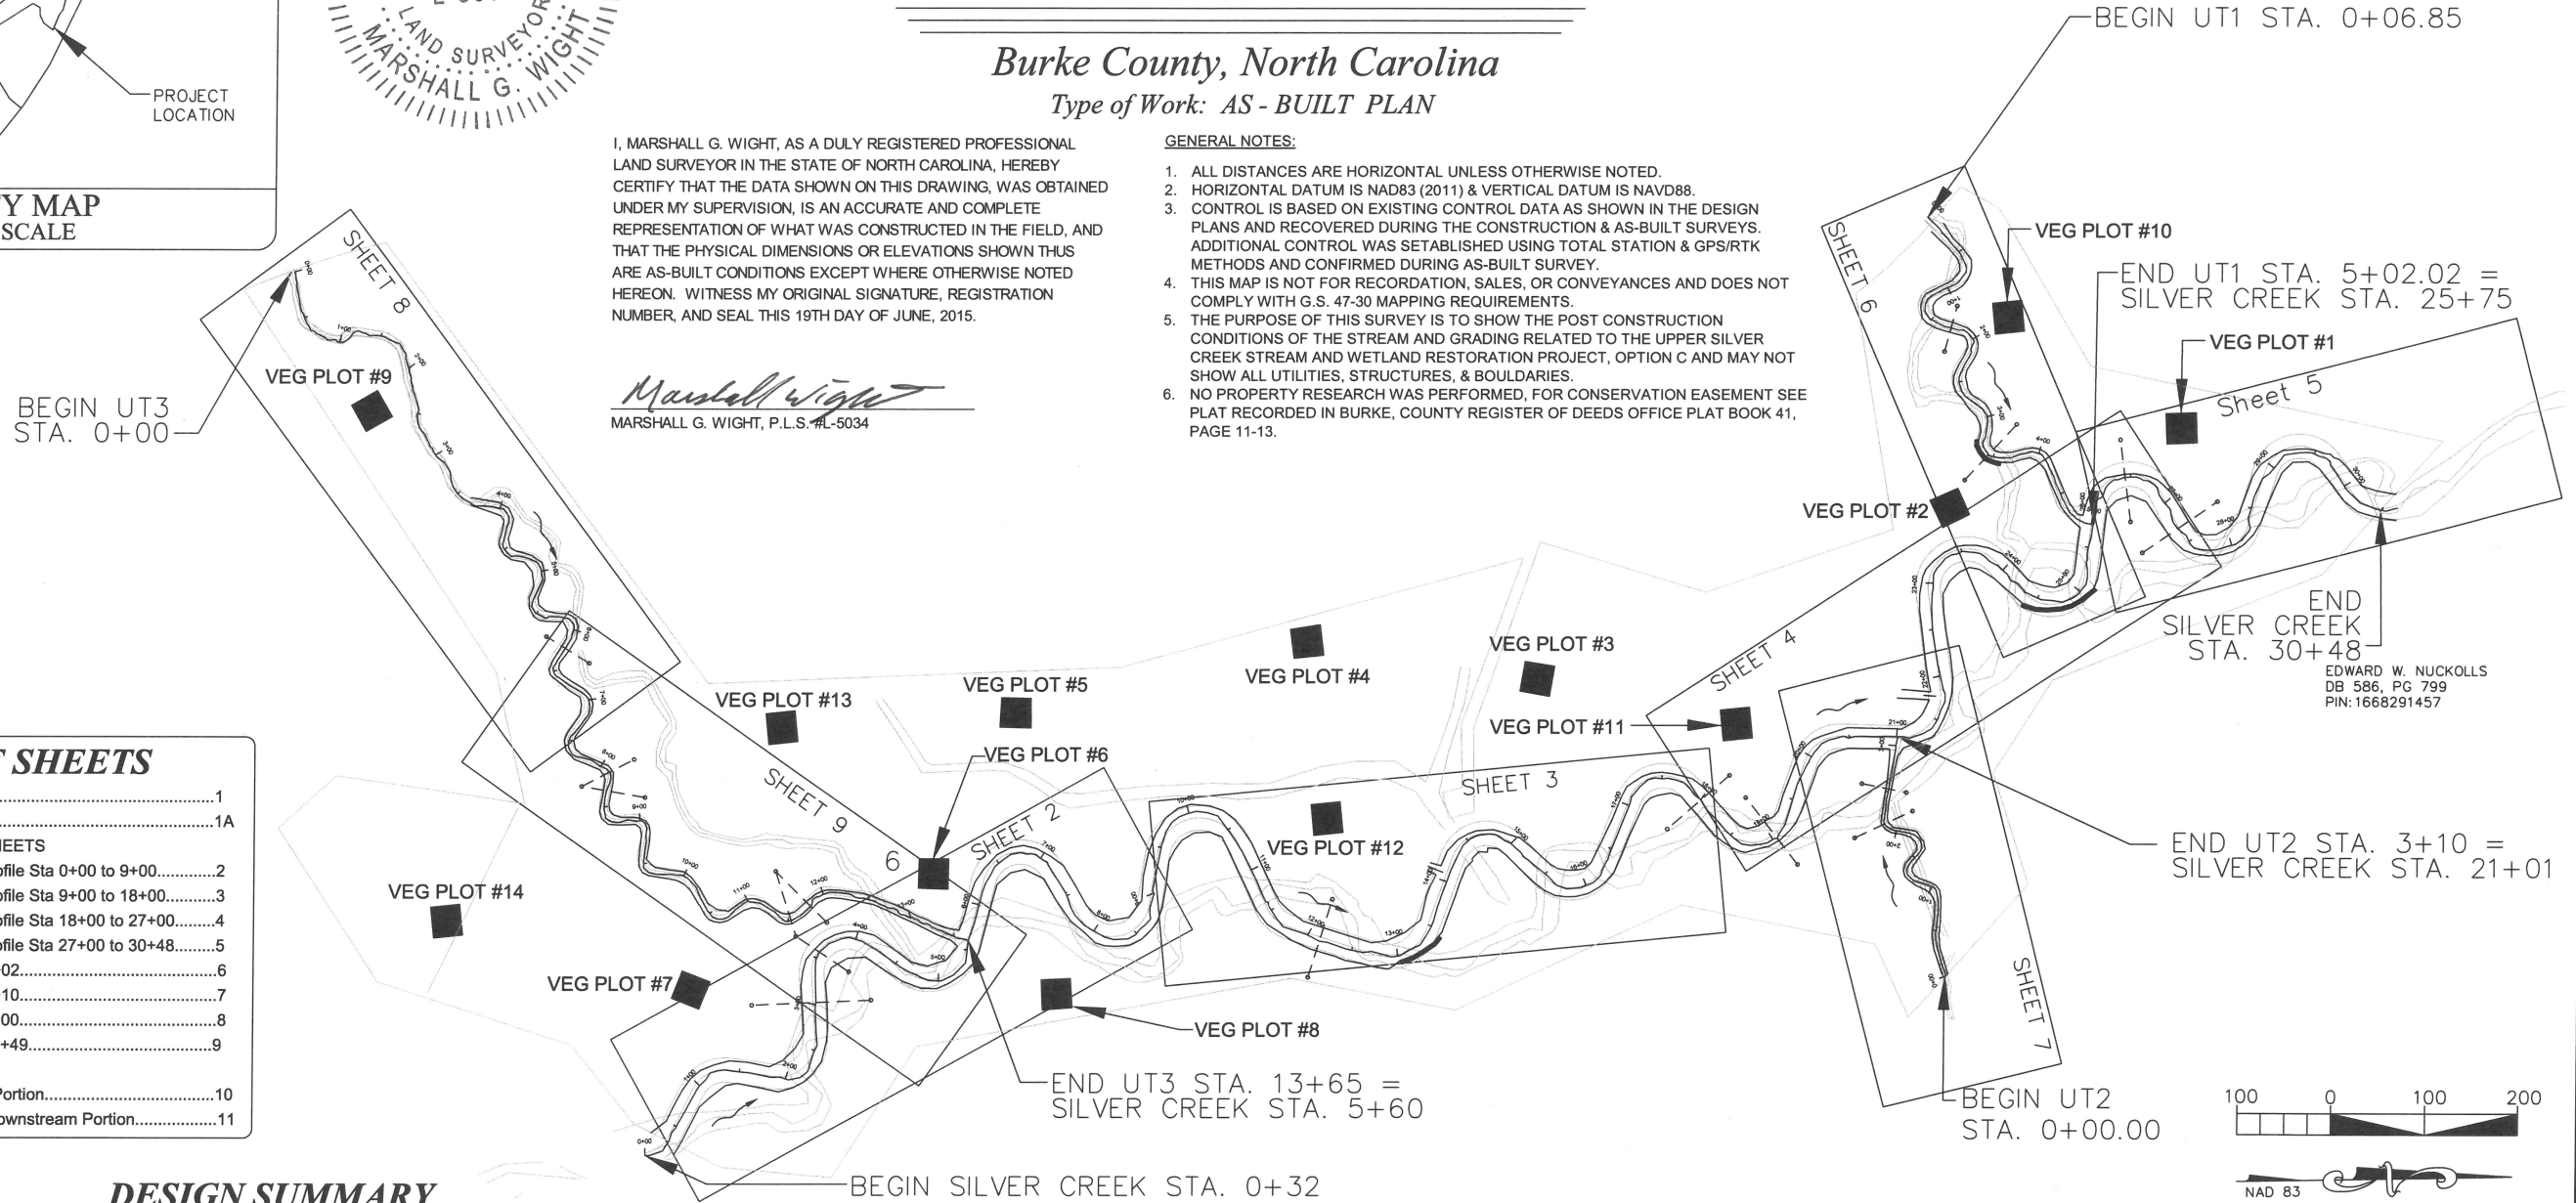 PROJECT
LOCATION
Y MAP
SCALE
LAND SURVEYOR
MARSHALL G. WIGHT
Burke County, North Carolina
Type of Work: AS - BUILT PLAN
I, MARSHALL G. WIGHT, AS A DULY REGISTERED PROFESSIONAL
LAND SURVEYOR IN THE STATE OF NORTH CAROLINA, HEREBY
CERTIFY THAT THE DATA SHOWN ON THIS DRAWING, WAS OBTAINED
UNDER MY SUPERVISION, IS AN ACCURATE AND COMPLETE
REPRESENTATION OF WHAT WAS CONSTRUCTED IN THE FIELD, AND
THAT THE PHYSICAL DIMENSIONS OR ELEVATIONS SHOWN THUS
ARE AS-BUILT CONDITIONS EXCEPT WHERE OTHERWISE NOTED
HEREON. WITNESS MY ORIGINAL SIGNATURE, REGISTRATION
NUMBER, AND SEAL THIS 19TH DAY OF JUNE, 2015.
Marshall Wight
MARSHALL G. WIGHT, P.L.S. #L-5034
GENERAL NOTES:
1. ALL DISTANCES ARE HORIZONTAL UNLESS OTHERWISE NOTED.
2. HORIZONTAL DATUM IS NAD83 (2011) & VERTICAL DATUM IS NAVD88.
3. CONTROL IS BASED ON EXISTING CONTROL DATA AS SHOWN IN THE DESIGN
PLANS AND RECOVERED DURING THE CONSTRUCTION & AS-BUILT SURVEYS.
ADDITIONAL CONTROL WAS SETABLISHED USING TOTAL STATION & GPS/RTK
METHODS AND CONFIRMED DURING AS-BUILT SURVEY.
4. THIS MAP IS NOT FOR RECORDATION, SALES, OR CONVEYANCES AND DOES NOT
COMPLY WITH G.S. 47-30 MAPPING REQUIREMENTS.
5. THE PURPOSE OF THIS SURVEY IS TO SHOW THE POST CONSTRUCTION
CONDITIONS OF THE STREAM AND GRADING RELATED TO THE UPPER SILVER
CREEK STREAM AND WETLAND RESTORATION PROJECT, OPTION C AND MAY NOT
SHOW ALL UTILITIES, STRUCTURES, & BOULDARIES.
6. NO PROPERTY RESEARCH WAS PERFORMED, FOR CONSERVATION EASEMENT SEE
PLAT RECORDED IN BURKE, COUNTY REGISTER OF DEEDS OFFICE PLAT BOOK 41,
PAGE 11-13.
BEGIN UT1 STA. 0+06.85
VEG PLOT #10
END UT1 STA. 5+02.02 =
SILVER CREEK STA. 25+75
VEG PLOT #1
Sheet 5
SHEET 6
VEG PLOT #2
SHEET 8
VEG PLOT #9
BEGIN UT3
STA. 0+00
END
SILVER CREEK
STA. 30+48
EDWARD W. NUCKOLLS
DB 586, PG 799
PIN:1668291457
VEG PLOT #3
VEG PLOT #4
SHEET 4
VEG PLOT #5
VEG PLOT #13
VEG PLOT #11
VEG PLOT #6
SHEET 3
SHEET 9
SHEET 2
6
VEG PLOT #12
END UT2 STA. 3+10 =
SILVER CREEK STA. 21+01
VEG PLOT #14
VEG PLOT #7
VEG PLOT #8
SHEET 7
END UT3 STA. 13+65 =
SILVER CREEK STA. 5+60
BEGIN UT2
STA. 0+00.00
BEGIN SILVER CREEK STA. 0+32
100 0 100 200
NAD 83
T SHEETS
1
1A
HEETS
ofile Sta 0+00 to 9+00............2
ofile Sta 9+00 to 18+00..........3
ofile Sta 18+00 to 27+00........4
ofile Sta 27+00 to 30+48........5
02................................................6
10................................................7
00................................................8
+49..............................................9
Portion..........................................10
ownstream Portion.................11
DESIGN SUMMARY